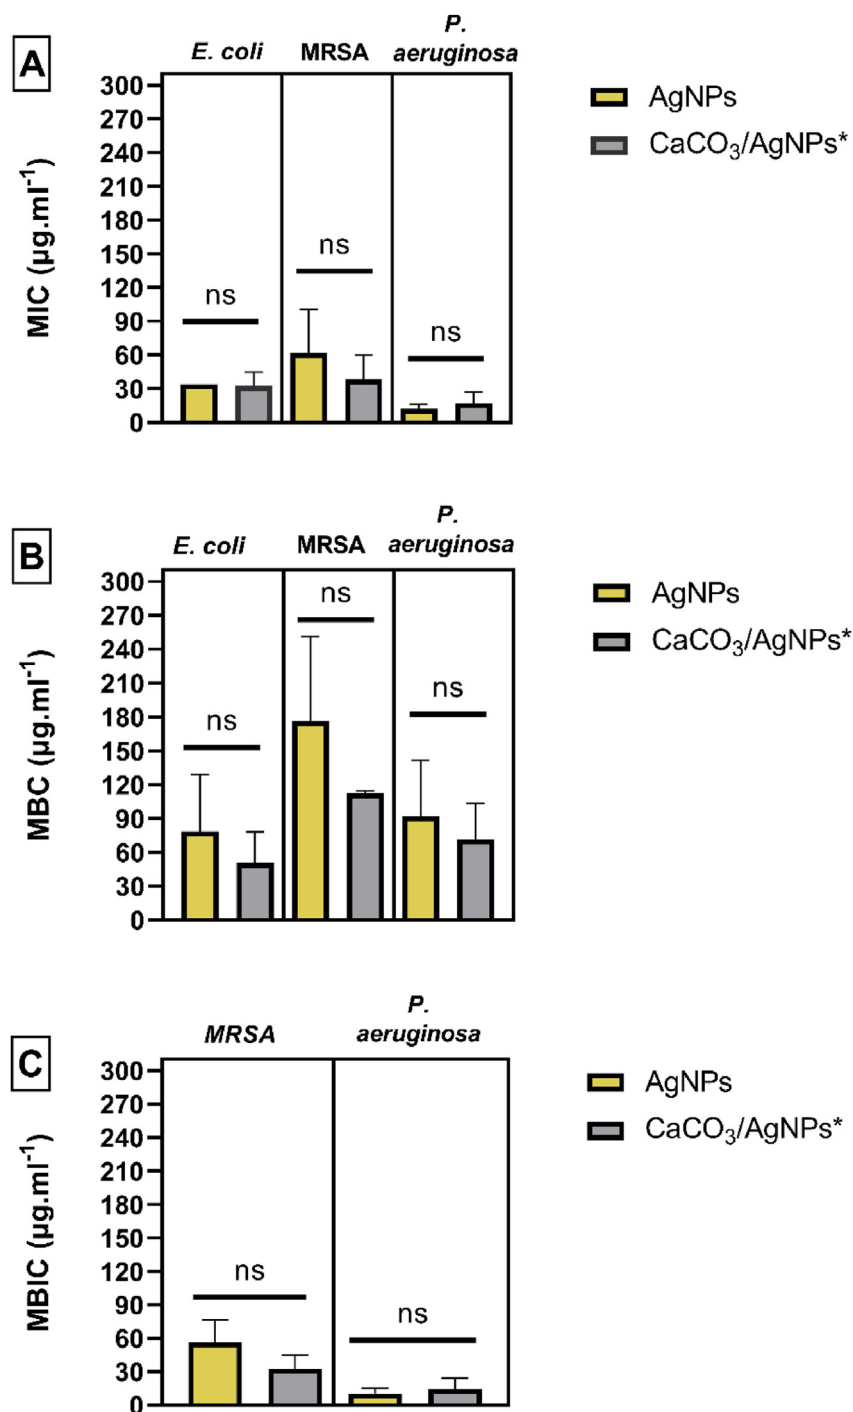 A
E. coli
MRSA
P.
aeruginosa
MIC (µg.ml-1)
300
270
240
210
180
150
120
90
60
30
0
ns
ns
ns
AgNPs
CaCO3/AgNPs*
B
E. coli
MRSA
P.
aeruginosa
MBC (µg.ml-1)
300
270
240
210
180
150
120
90
60
30
0
ns
ns
ns
AgNPs
CaCO3/AgNPs*
C
MRSA
P.
aeruginosa
MBIC (µg.ml-1)
300
270
240
210
180
150
120
90
60
30
0
ns
ns
AgNPs
CaCO3/AgNPs*